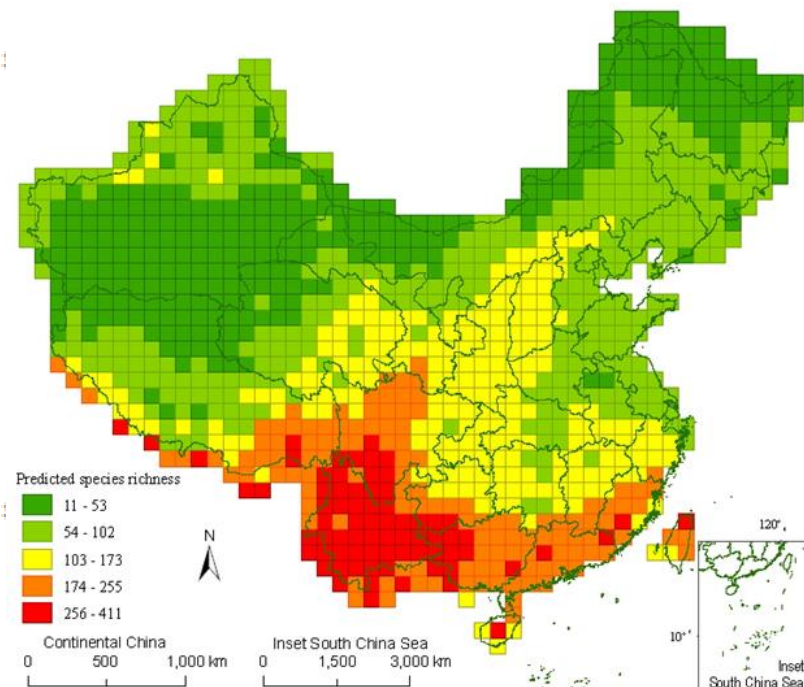 Predicted species richness
11 - 53
54 - 102
103 - 173
174 - 255
256 - 411
N
Continental China
0 500 1,000 km
Inset South China Sea
0 1,500 3,000 km
120°
10°
Inset
South China Sea